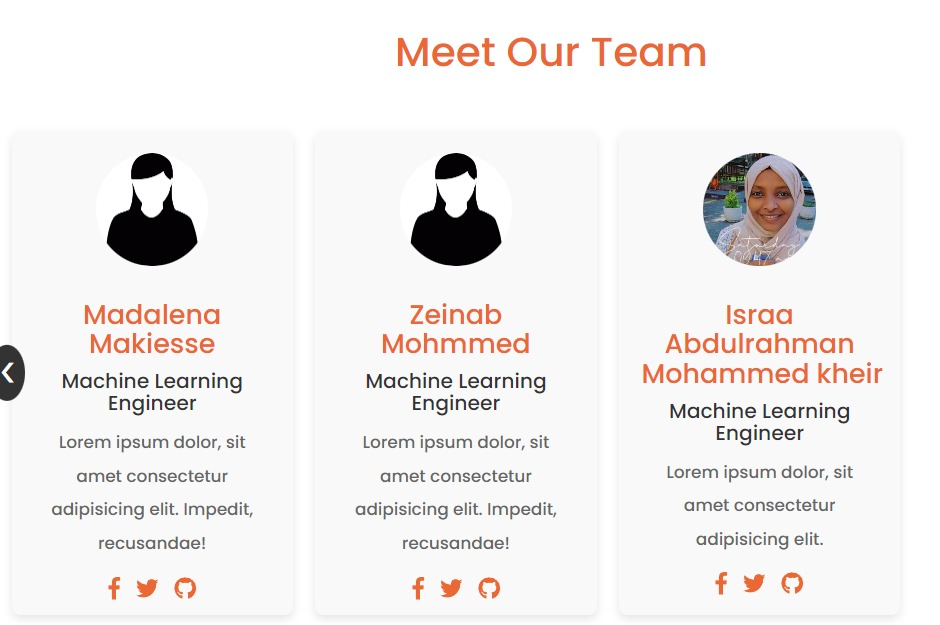 Meet Our Team
Madalena
Makiesse
Machine Learning
Engineer
Lorem ipsum dolor, sit
amet consectetur
adipisicing elit. Impedit,
recusandae!
Zeinab
Mohmmed
Machine Learning
Engineer
Lorem ipsum dolor, sit
amet consectetur
adipisicing elit. Impedit,
recusandae!
Saturday
Israa
Abdulrahman
Mohammed kheir
Machine Learning
Engineer
Lorem ipsum dolor, sit
amet consectetur
adipisicing elit.